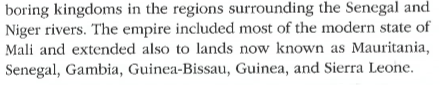 boring kingdoms in the regions surrounding the Senegal and
Niger rivers. The empire included most of the modern state of
Mali and extended also to lands now known as Mauritania,
Senegal, Gambia, Guinea-Bissau, Guinea, and Sierra Leone.